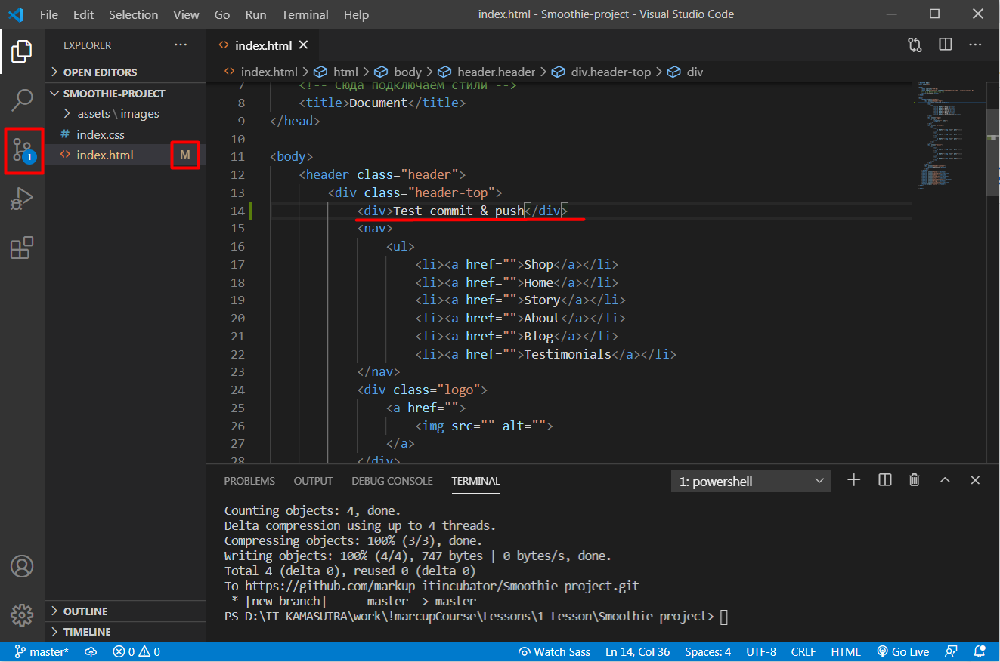 File Edit Selection View Go Run Terminal Help
index.html - Smoothie-project - Visual Studio Code
EXPLORER
OPEN EDITORS
SMOOTHIE-PROJECT
assets \ images
# index.css
<> index.html M
1
OUTLINE
TIMELINE
<> index.html
<> index.html > html > body > header.header > div.header-top > div
7 <!-- Сюда подключаем стили -->
8 <title>Document</title>
9 </head>
10
11 <body>
12 <header class="header">
13 <div class="header-top">
14 <div>Test commit & push</div>
15 <nav>
16 <ul>
17 <li><a href="">Shop</a></li>
18 <li><a href="">Home</a></li>
19 <li><a href="">Story</a></li>
20 <li><a href="">About</a></li>
21 <li><a href="">Blog</a></li>
22 <li><a href="">Testimonials</a></li>
23 </nav>
24 <div class="logo">
25 <a href="">
26 <img src="" alt="">
27 </a>
28 </div>
PROBLEMS OUTPUT DEBUG CONSOLE TERMINAL 1: powershell
Counting objects: 4, done.
Delta compression using up to 4 threads.
Compressing objects: 100% (3/3), done.
Writing objects: 100% (4/4), 747 bytes | 0 bytes/s, done.
Total 4 (delta 0), reused 0 (delta 0)
To https://github.com/markup-itincubator/Smoothie-project.git
* [new branch] master -> master
PS D:\IT-KAMASUTRA\work\!marcupCourse\Lessons\1-Lesson\Smoothie-project>
master* 0 0 Watch Sass Ln 14, Col 36 Spaces: 4 UTF-8 CRLF HTML Go Live